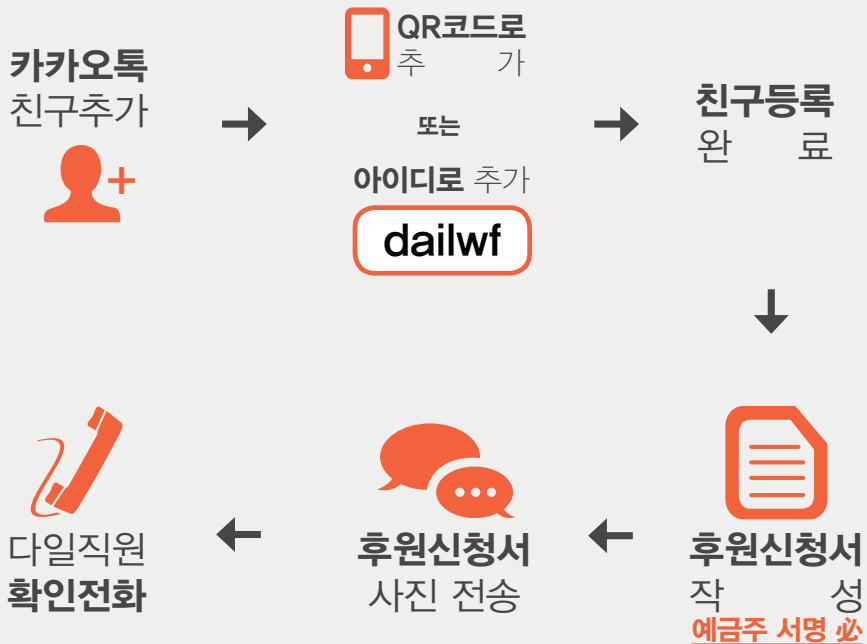 카카오톡
친구추가
QR코드로
추 가
또는
아이디로 추가
dailwf
친구등록
완 료
후원신청서
작 성
예금주 서명 必
후원신청서
사진 전송
다일직원
확인전화